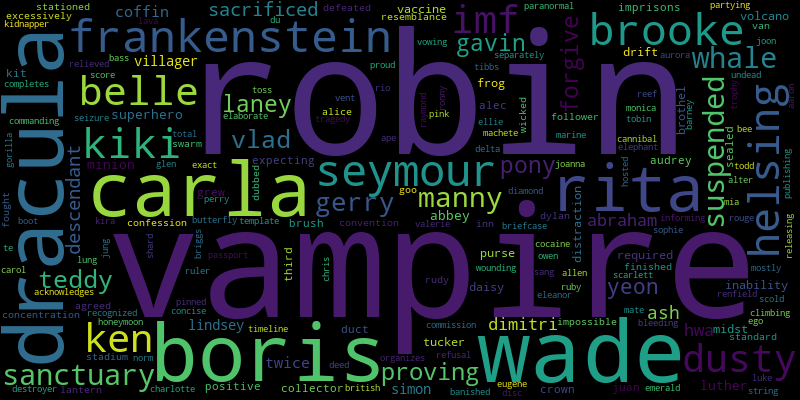 stationed
excessively
kidnapper
coffin
sacrificed
du
defeated
paranormal
vaccine
resemblance
imprisons
partying
volcano
van
joon
frankenstein
imf
gavin
brooke
drift
aurora
whale
undead
relieved
bass
vowing
separately
proud
tibbs
completes
kit
villager
score
toss
vent
rio
frog
reef
belle
laney
elaborate
alice
pink
alec
wicked
forgive
monica
tobin
brothel
barney
commanding
superhero
tragedy
raymond
ronny
ellie
machete
follower
marine
cannibal
elephant
suspended
sealed
bee
trophy
aaron
dracula
robin
seizure
swarm
total
vlad
ape
delta
kiki
glen
exact
expecting
seymour
pony
joanna
audrey
todd
alter
publishing
gorilla
minion
dubbed
grew
perry
goo
diamond
hosted
mia
helsing
descendant
carla
gerry
manny
rita
fought
boot
kira
butterfly
template
brush
convention
valerie
abbey
inn
briefcase
dylan
abraham
informing
rouge
te
confession
distraction
sophie
releasing
carol
lung
jung
shard
briggs
third
chris
vampire
purse
cocaine
owen
required
mostly
teddy
ruler
passport
rudy
daisy
wounding
sang
allen
finished
scarlett
yeon
inability
renfield
scold
acknowledges
pinned
concise
eleanor
ruby
climbing
concentration
recognized
honeymoon
agreed
lindsey
timeline
duct
commission
dimitri
impossible
mate
bleeding
ash
hwa
midst
ego
standard
ken
stadium
norm
boris
twice
deed
organizes
tucker
refusal
wade
dusty
sanctuary
proving
destroyer
lantern
charlotte
positive
collector
british
simon
banished
eugene
disc
crown
juan
emerald
luther
luke
string
lava